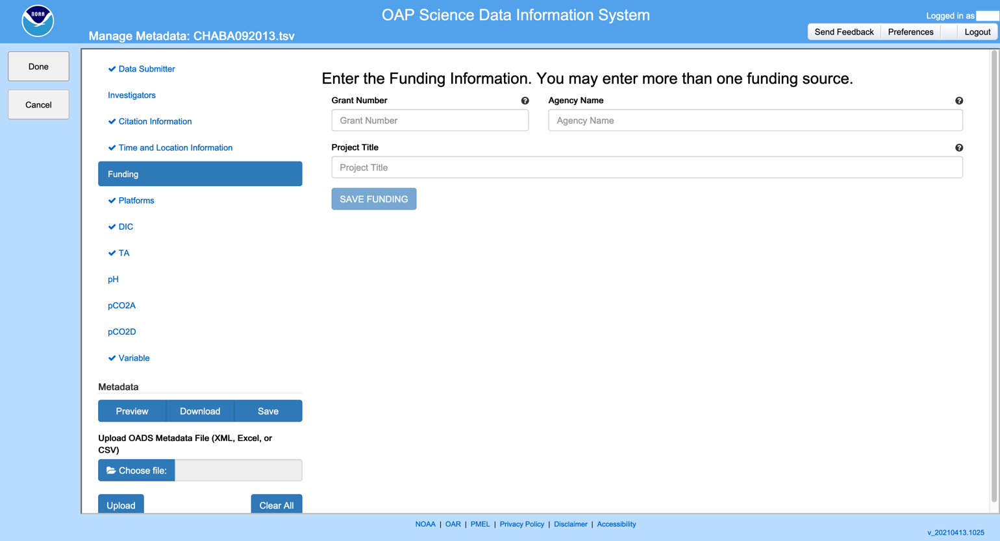 NOAA
OAP Science Data Information System
Logged in as
Manage Metadata: CHABA092013.tsv
Send Feedback
Preferences
Logout
Done
Cancel
Data Submitter
Investigators
Citation Information
Time and Location Information
Funding
Platforms
DIC
TA
pH
pCO2A
pCO2D
Variable
Metadata
Preview
Download
Save
Upload OADS Metadata File (XML, Excel, or
CSV)
Choose file:
Upload
Clear All
Enter the Funding Information. You may enter more than one funding source.
Grant Number
Agency Name
Grant Number
Agency Name
Project Title
Project Title
SAVE FUNDING
NOAA | OAR | PMEL | Privacy Policy | Disclaimer | Accessibility
v_20210413.1025